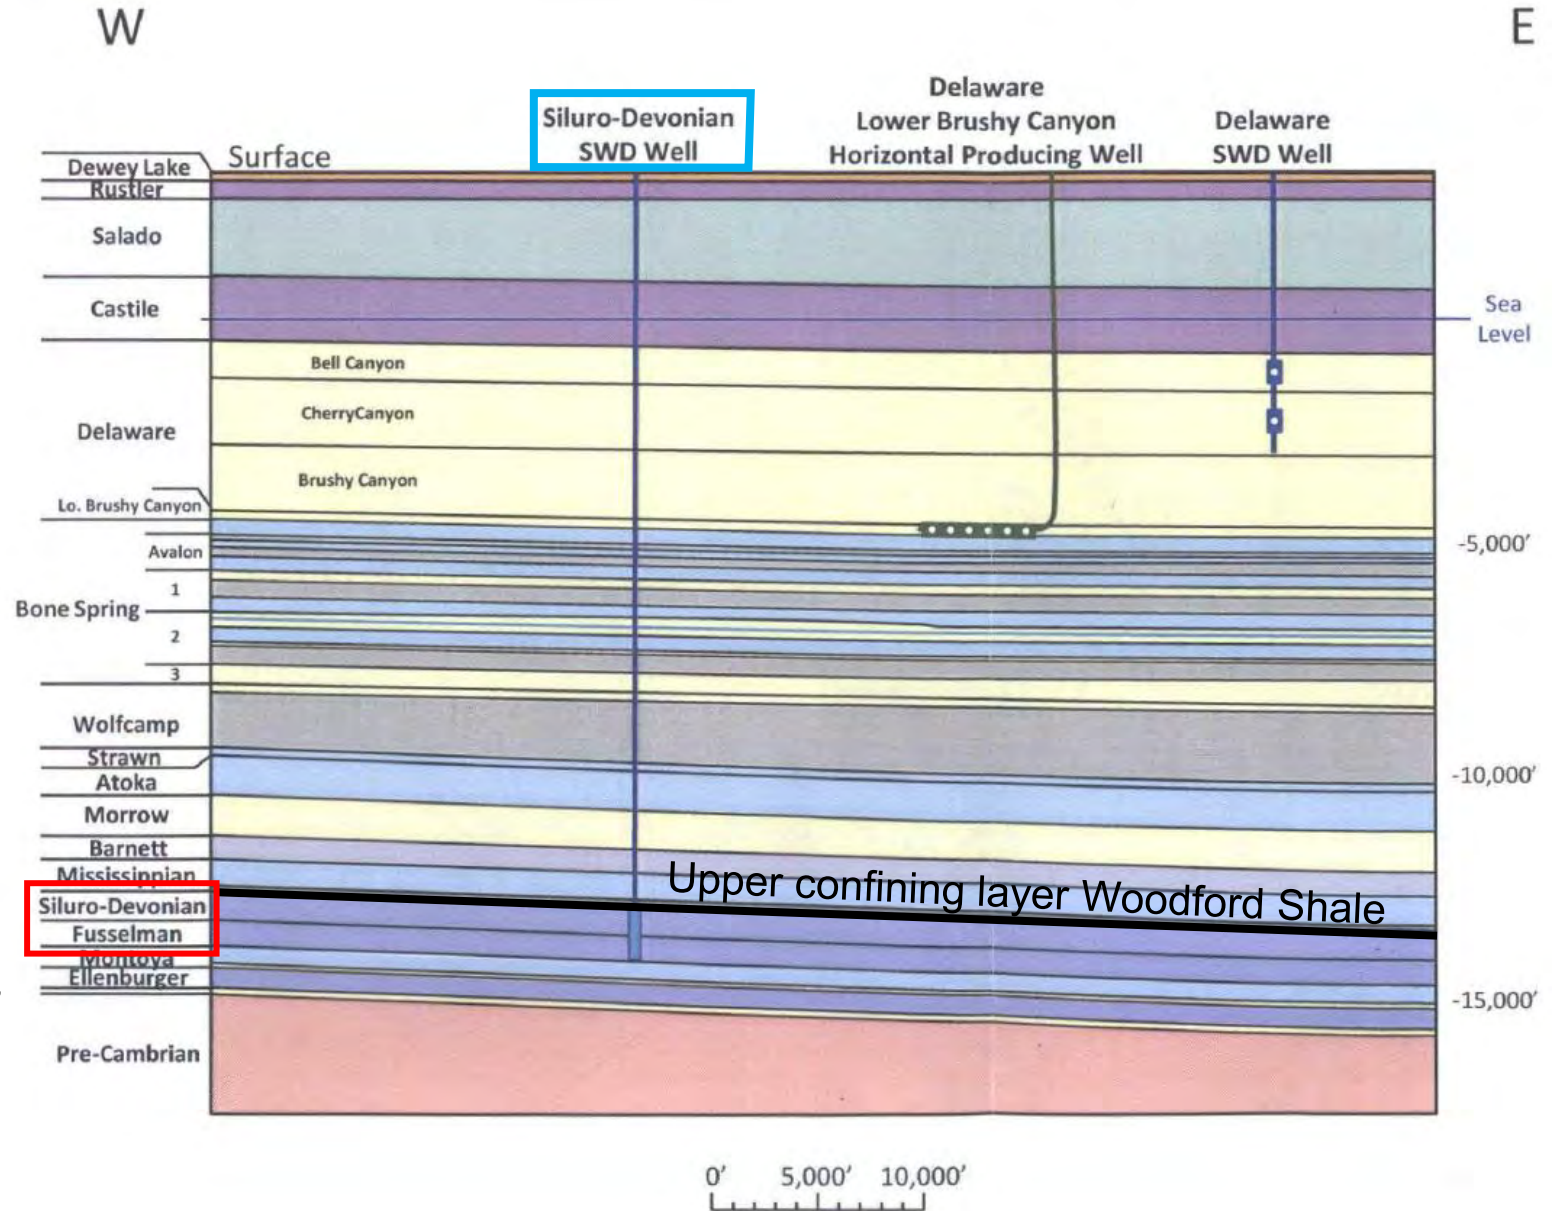 W
E
Siluro-Devonian
SWD Well
Delaware
Lower Brushy Canyon
Horizontal Producing Well
Delaware
SWD Well
Surface
Dewey Lake
Rustler
Salado
Castile
Sea
Level
Bell Canyon
CherryCanyon
Delaware
Brushy Canyon
Lo. Brushy Canyon
-5,000'
Avalon
1
Bone Spring
2
3
Wolfcamp
Strawn
-10,000'
Atoka
Morrow
Barnett
Mississippian
Upper confining layer Woodford Shale
Siluro-Devonian
Fusselman
Montoya
Ellenburger
-15,000'
Pre-Cambrian
0' 5,000' 10,000'